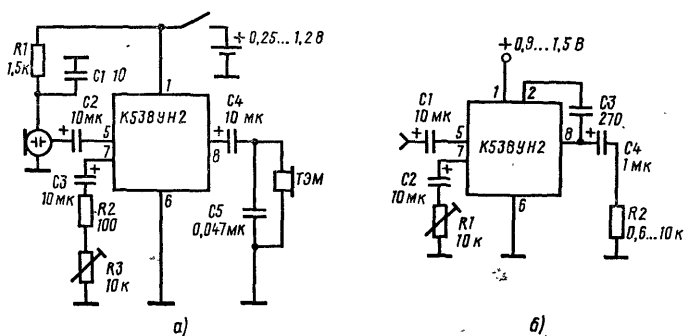 R1
1,5к
C1 10
÷ 0,25... 1,2 В
1
C2
10мк
+
5
7
К538УН2
+
8
C4
10 мк
C3
+
10мк
6
R2
100
R3
10 к
C5
0,047мк
ТЭМ
а)
+ 0,9...1,5 В
1
2
C1
10 мк
+
5
7
К538УН2
8
C3
270
+
C4
1 мк
C2
+
10мк
6
R1
10 к
R2
0,6...10 к
б)